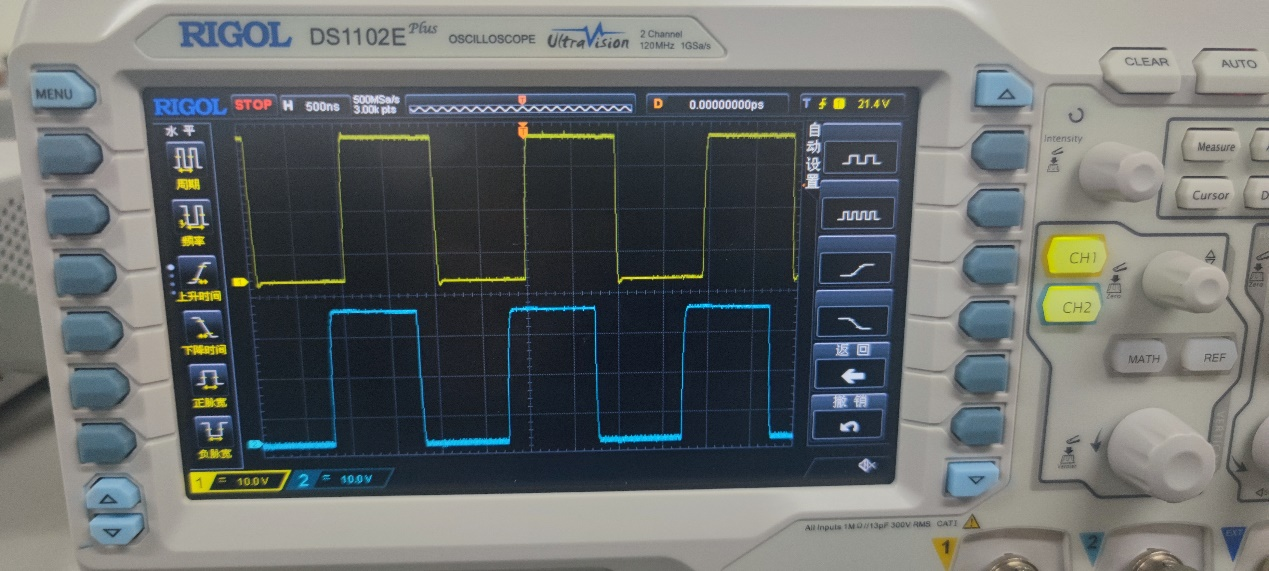 RIGOL DS1102E Plus OSCILLOSCOPE UltraVision 2 Channel
120MHz 1GSa/s
CLEAR
AUTO
MENU
RIGOL STOP H 500ns 500MSa/s
3.00k pts
D 0.00000000ps
T 21.4V
水平
周期
频率
上升时间
下降时间
正脉宽
负脉宽
自动设置
返回
撤销
1 = 10.0V 2 = 10.0V
Intensity
Measure
Cursor
CH1
CH2
Zero
Zero
MATH
REF
All Inputs 1MΩ//13pF 300V RMS CAT I
1
2
EXT